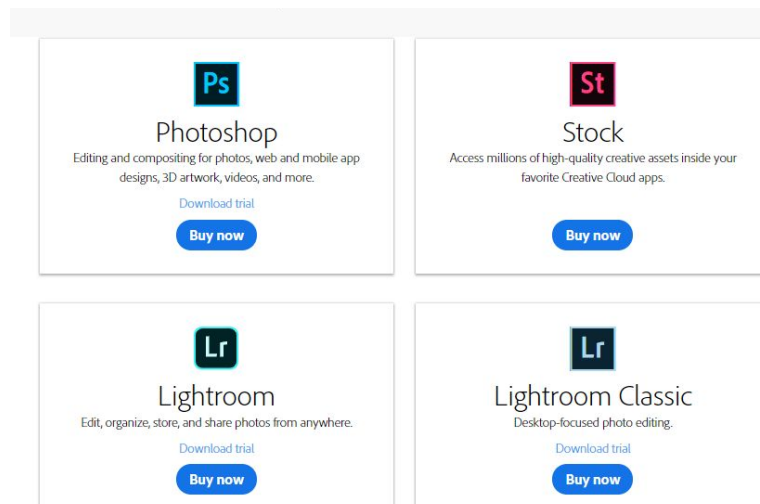 Ps
Photoshop
Editing and compositing for photos, web and mobile app
designs, 3D artwork, videos, and more.
Download trial
Buy now
St
Stock
Access millions of high-quality creative assets inside your
favorite Creative Cloud apps.
Buy now
Lr
Lightroom
Edit, organize, store, and share photos from anywhere.
Download trial
Buy now
Lr
Lightroom Classic
Desktop-focused photo editing.
Download trial
Buy now